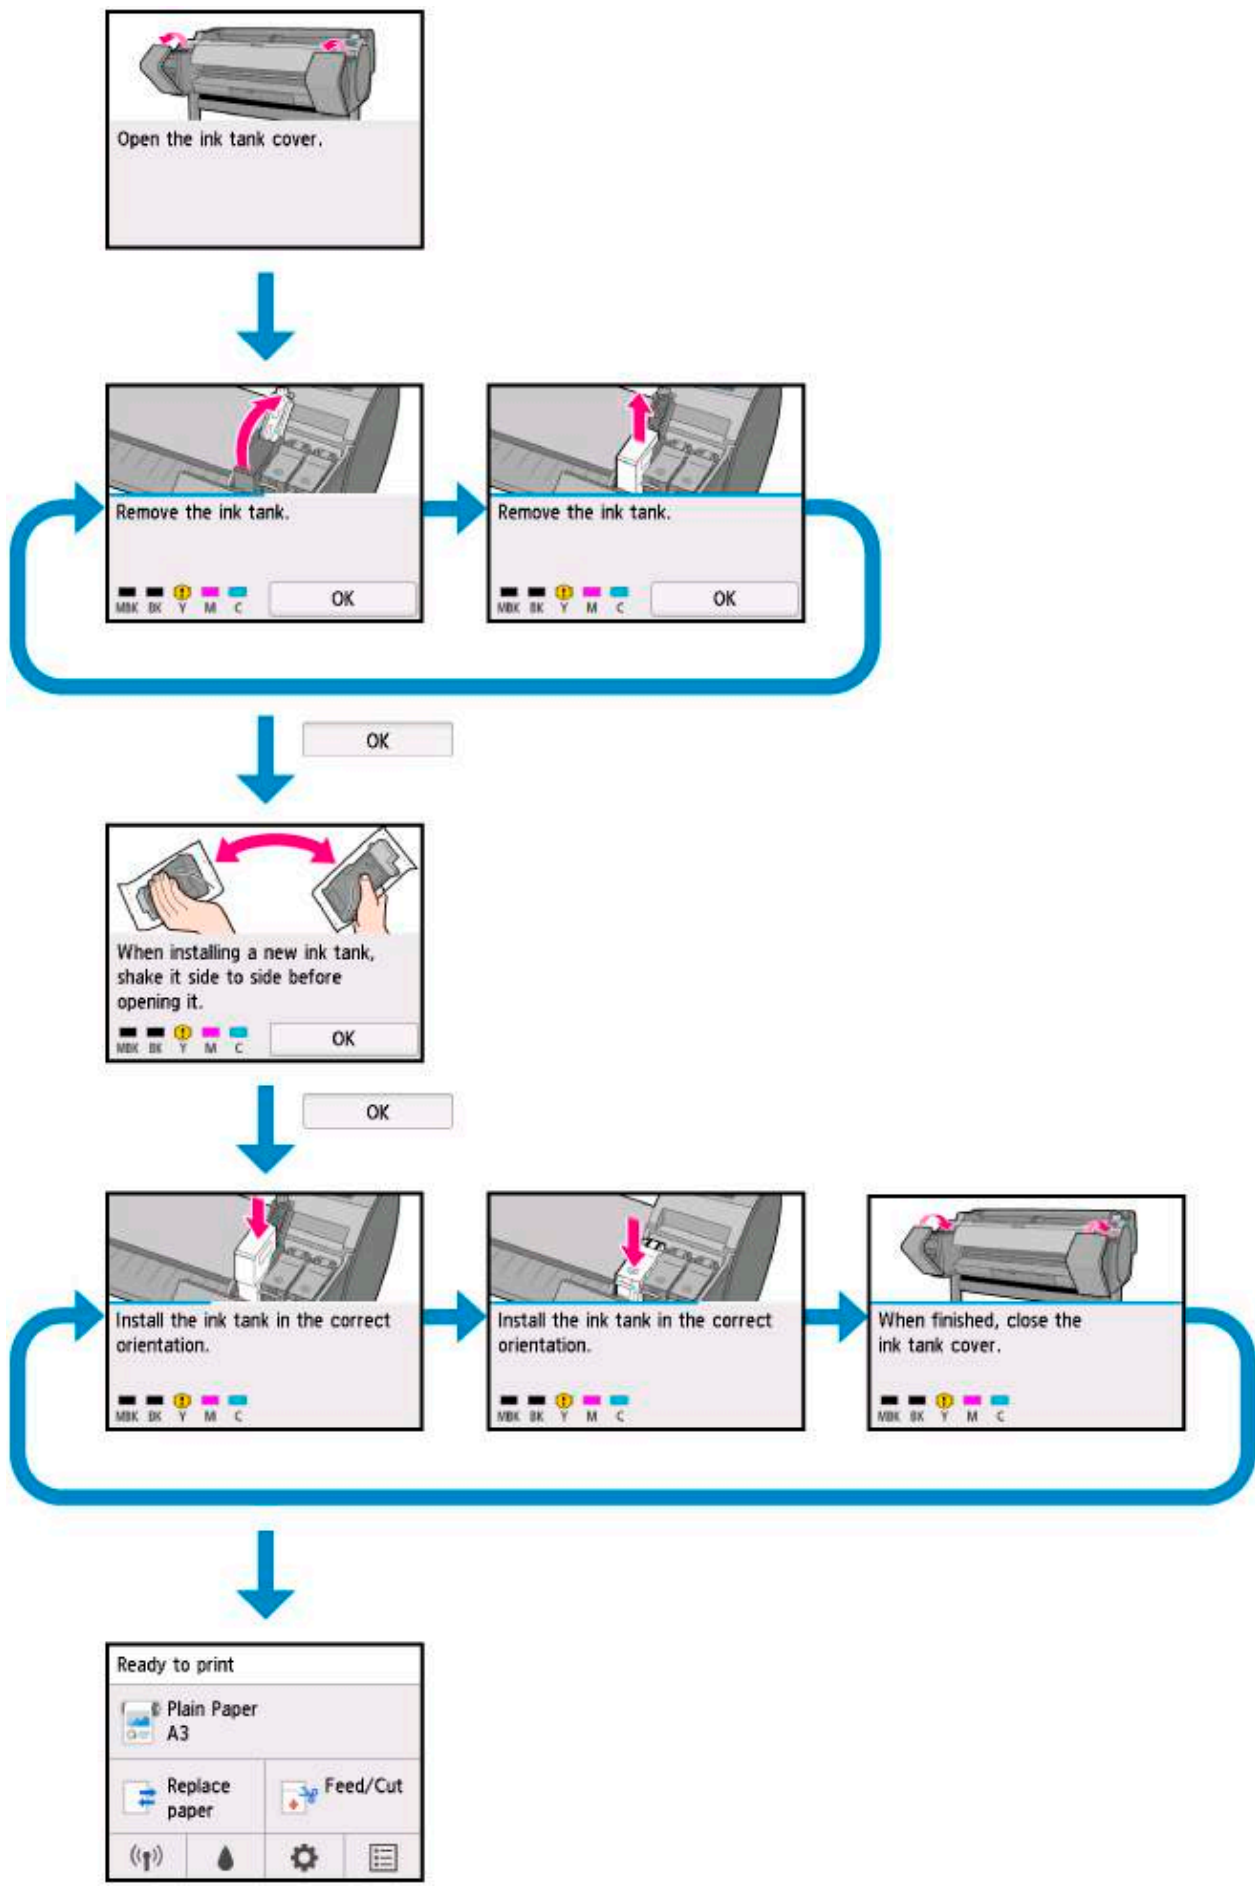 Open the ink tank cover.
Remove the ink tank.
MBK BK Y M C
OK
Remove the ink tank.
MBK BK Y M C
OK
OK
When installing a new ink tank,
shake it side to side before
opening it.
MBK BK Y M C
OK
OK
Install the ink tank in the correct
orientation.
MBK BK Y M C
Install the ink tank in the correct
orientation.
MBK BK Y M C
When finished, close the
ink tank cover.
MBK BK Y M C
Ready to print
Plain Paper
A3
Replace
paper
Feed/Cut